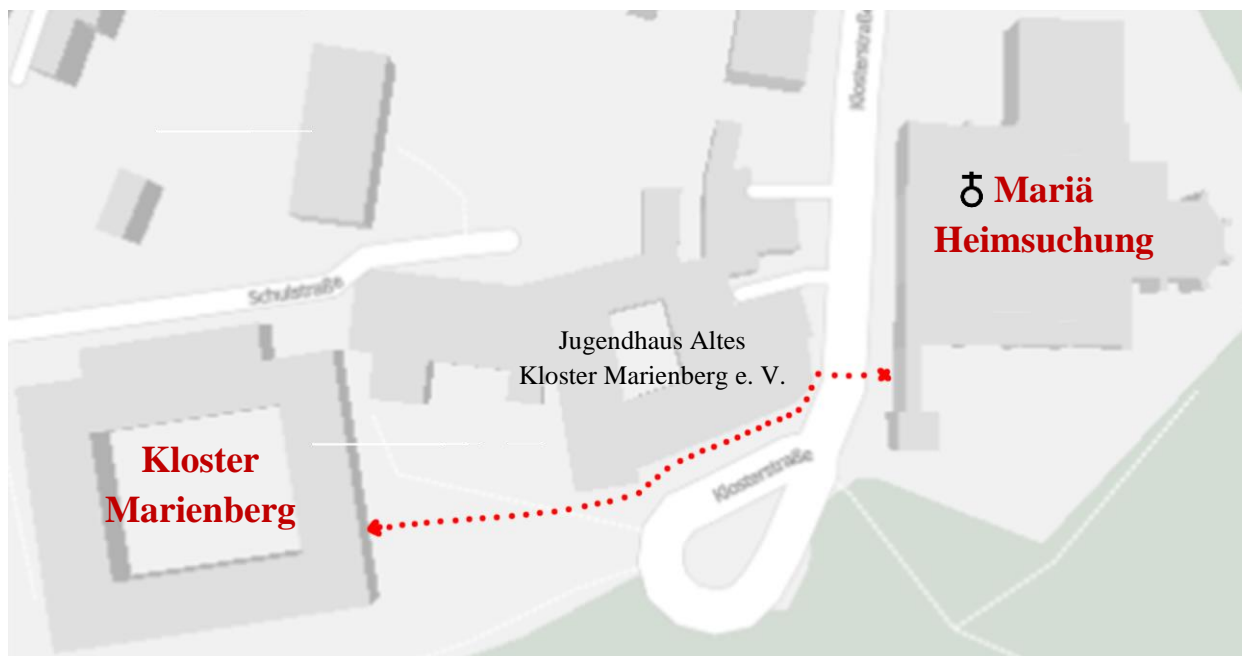 Klosterstraße
Mariä
Heimsuchung
Schulstraße
Jugendhaus Altes
Kloster Marienberg e. V.
Kloster
Marienberg
Klosterstraße